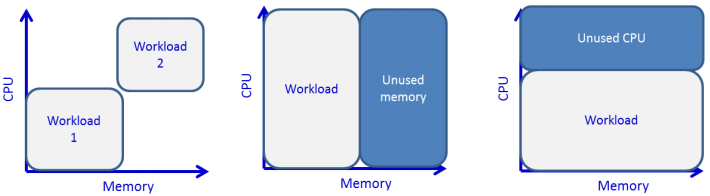 CPU
Workload
2
Workload
1
Memory
CPU
Workload
Unused
memory
Memory
CPU
Unused CPU
Workload
Memory